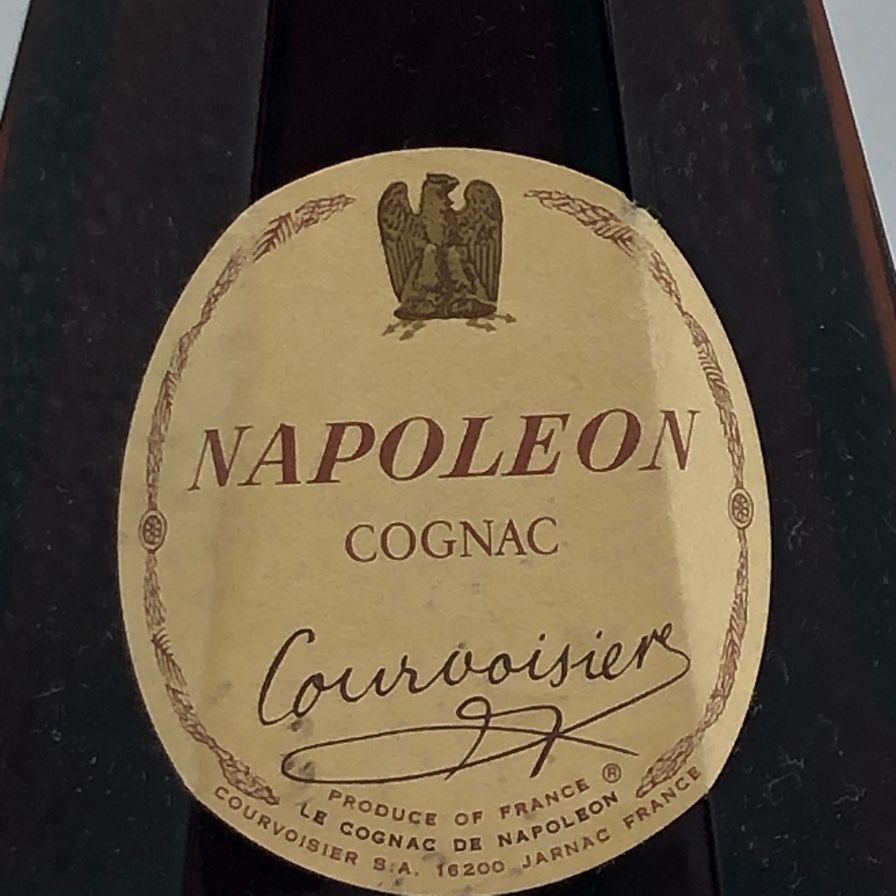 NAPOLEON
COGNAC
Courvoisier
PRODUCE OF FRANCE ®
LE COGNAC DE NAPOLEON
COURVOISIER S.A. 16200 JARNAC FRANCE